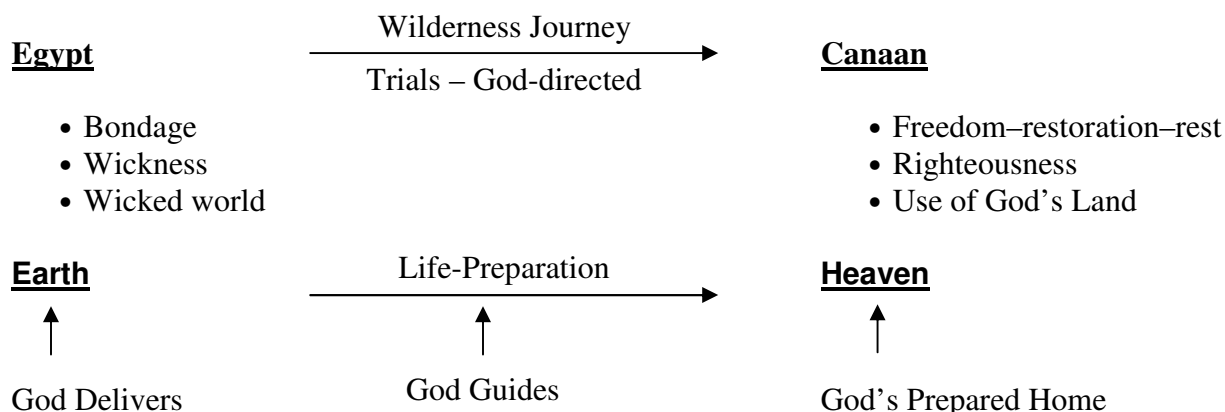 Wilderness Journey
Egypt
Canaan
Trials – God-directed
• Bondage
• Wickness
• Wicked world
• Freedom–restoration–rest
• Righteousness
• Use of God's Land
Earth
Life-Preparation
Heaven
God Delivers
God Guides
God's Prepared Home